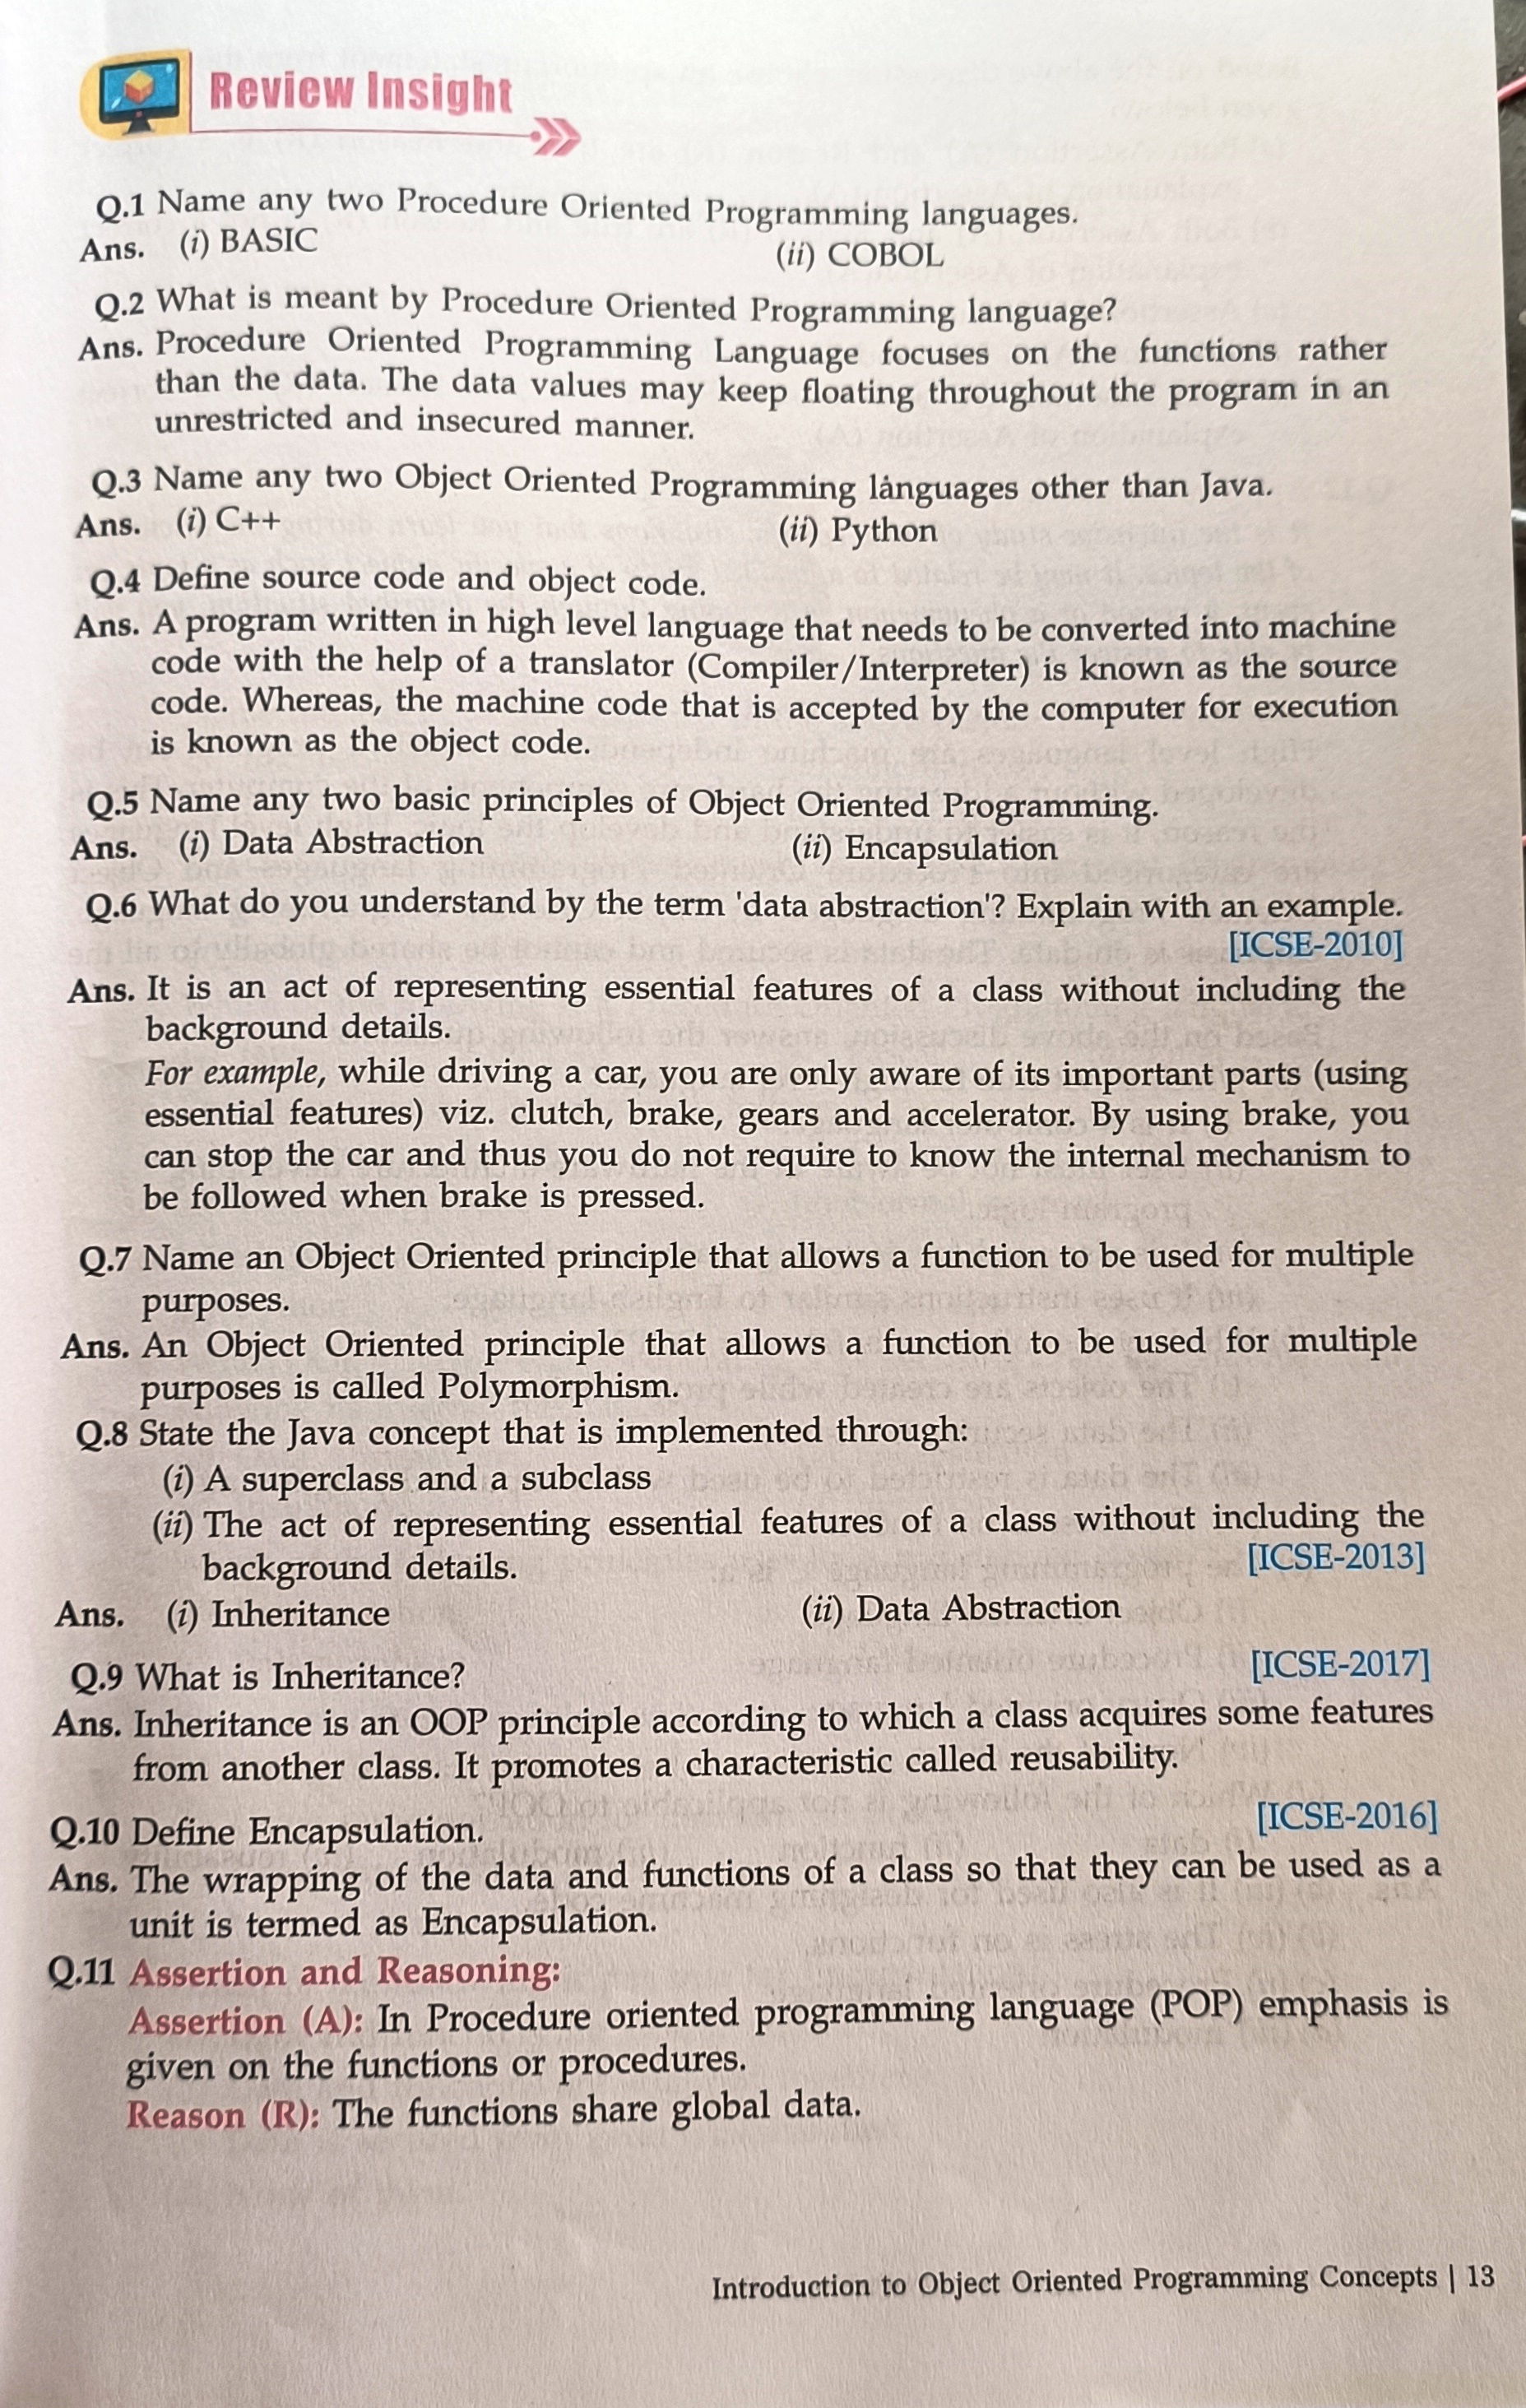 Review Insight
Q.1 Name any two Procedure Oriented Programming languages.
Ans. (i) BASIC (ii) COBOL
Q.2 What is meant by Procedure Oriented Programming language?
Ans. Procedure Oriented Programming Language focuses on the functions rather
than the data. The data values may keep floating throughout the program in an
unrestricted and insecured manner.
Q.3 Name any two Object Oriented Programming languages other than Java.
Ans. (i) C++ (ii) Python
Q.4 Define source code and object code.
Ans. A program written in high level language that needs to be converted into machine
code with the help of a translator (Compiler/Interpreter) is known as the source
code. Whereas, the machine code that is accepted by the computer for execution
is known as the object code.
Q.5 Name any two basic principles of Object Oriented Programming.
Ans. (i) Data Abstraction (ii) Encapsulation
Q.6 What do you understand by the term 'data abstraction'? Explain with an example.
[ICSE-2010]
Ans. It is an act of representing essential features of a class without including the
background details.
For example, while driving a car, you are only aware of its important parts (using
essential features) viz. clutch, brake, gears and accelerator. By using brake, you
can stop the car and thus you do not require to know the internal mechanism to
be followed when brake is pressed.
Q.7 Name an Object Oriented principle that allows a function to be used for multiple
purposes.
Ans. An Object Oriented principle that allows a function to be used for multiple
purposes is called Polymorphism.
Q.8 State the Java concept that is implemented through:
(i) A superclass and a subclass
(ii) The act of representing essential features of a class without including the
background details. [ICSE-2013]
Ans. (i) Inheritance (ii) Data Abstraction
Q.9 What is Inheritance? [ICSE-2017]
Ans. Inheritance is an OOP principle according to which a class acquires some features
from another class. It promotes a characteristic called reusability.
Q.10 Define Encapsulation. [ICSE-2016]
Ans. The wrapping of the data and functions of a class so that they can be used as a
unit is termed as Encapsulation.
Q.11 Assertion and Reasoning:
Assertion (A): In Procedure oriented programming language (POP) emphasis is
given on the functions or procedures.
Reason (R): The functions share global data.
Introduction to Object Oriented Programming Concepts | 13